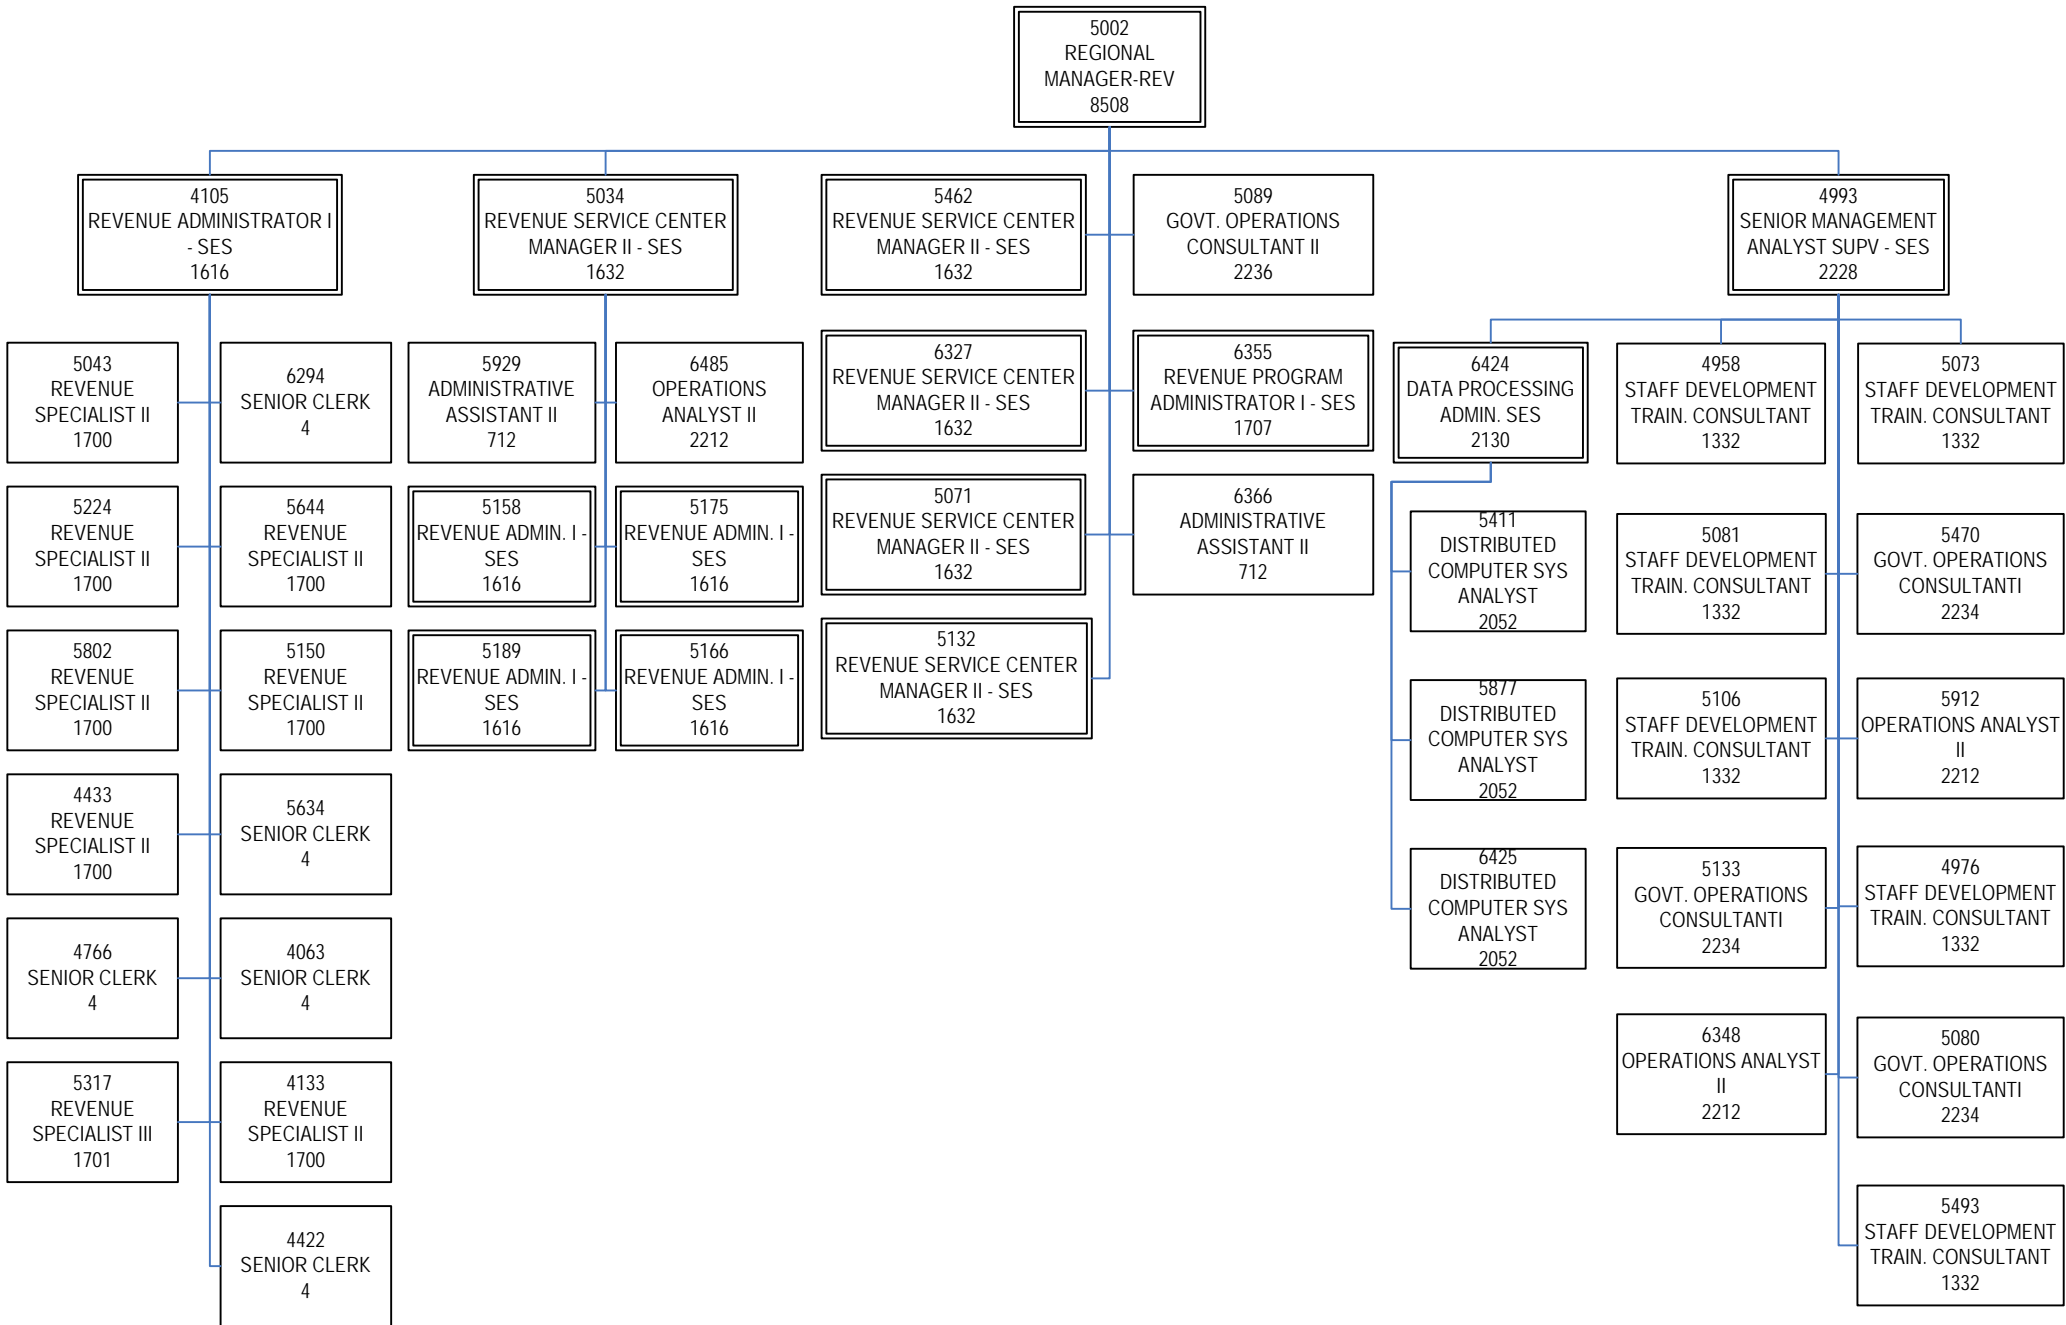 5002
REGIONAL
MANAGER-REV
8508
4105
REVENUE ADMINISTRATOR I
- SES
1616
5034
REVENUE SERVICE CENTER
MANAGER II - SES
1632
5462
REVENUE SERVICE CENTER
MANAGER II - SES
1632
5089
GOVT. OPERATIONS
CONSULTANT II
2236
4993
SENIOR MANAGEMENT
ANALYST SUPV - SES
2228
5043
REVENUE
SPECIALIST II
1700
6294
SENIOR CLERK
4
5929
ADMINISTRATIVE
ASSISTANT II
712
6485
OPERATIONS
ANALYST II
2212
6327
REVENUE SERVICE CENTER
MANAGER II - SES
1632
6355
REVENUE PROGRAM
ADMINISTRATOR I - SES
1707
6424
DATA PROCESSING
ADMIN. SES
2130
4958
STAFF DEVELOPMENT
TRAIN. CONSULTANT
1332
5073
STAFF DEVELOPMENT
TRAIN. CONSULTANT
1332
5224
REVENUE
SPECIALIST II
1700
5644
REVENUE
SPECIALIST II
1700
5158
REVENUE ADMIN. I -
SES
1616
5175
REVENUE ADMIN. I -
SES
1616
5071
REVENUE SERVICE CENTER
MANAGER II - SES
1632
6366
ADMINISTRATIVE
ASSISTANT II
712
5411
DISTRIBUTED
COMPUTER SYS
ANALYST
2052
5081
STAFF DEVELOPMENT
TRAIN. CONSULTANT
1332
5470
GOVT. OPERATIONS
CONSULTANTI
2234
5802
REVENUE
SPECIALIST II
1700
5150
REVENUE
SPECIALIST II
1700
5189
REVENUE ADMIN. I -
SES
1616
5166
REVENUE ADMIN. I -
SES
1616
5132
REVENUE SERVICE CENTER
MANAGER II - SES
1632
5877
DISTRIBUTED
COMPUTER SYS
ANALYST
2052
5106
STAFF DEVELOPMENT
TRAIN. CONSULTANT
1332
5912
OPERATIONS ANALYST
II
2212
4433
REVENUE
SPECIALIST II
1700
5634
SENIOR CLERK
4
6425
DISTRIBUTED
COMPUTER SYS
ANALYST
2052
5133
GOVT. OPERATIONS
CONSULTANTI
2234
4976
STAFF DEVELOPMENT
TRAIN. CONSULTANT
1332
4766
SENIOR CLERK
4
4063
SENIOR CLERK
4
6348
OPERATIONS ANALYST
II
2212
5080
GOVT. OPERATIONS
CONSULTANTI
2234
5317
REVENUE
SPECIALIST III
1701
4133
REVENUE
SPECIALIST II
1700
4422
SENIOR CLERK
4
5493
STAFF DEVELOPMENT
TRAIN. CONSULTANT
1332